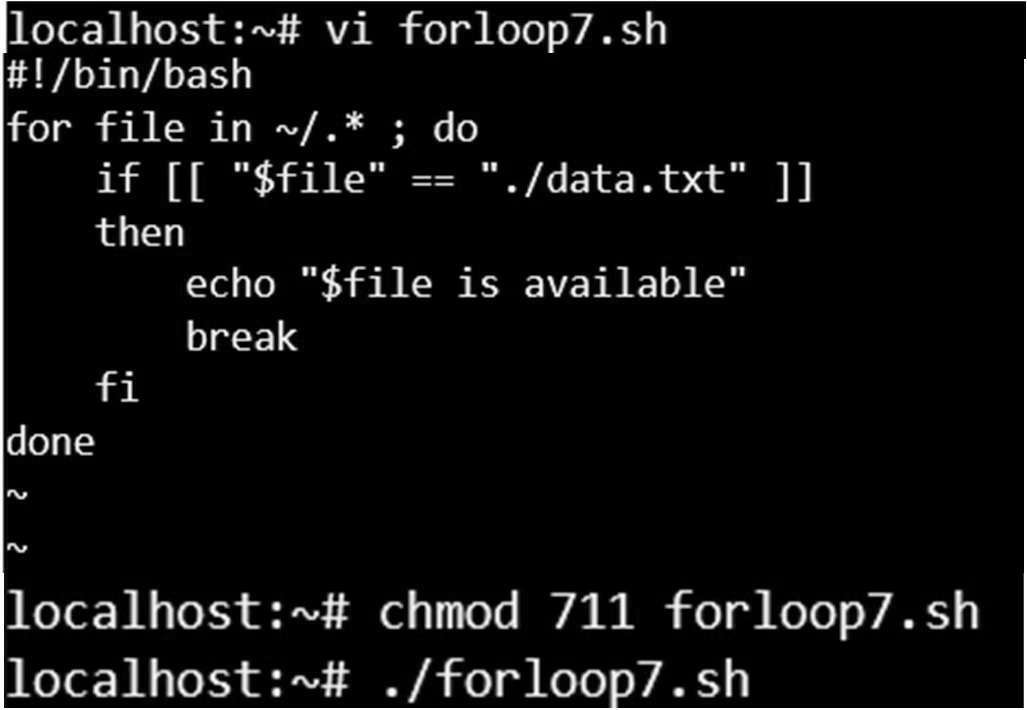 localhost:~# vi forloop7.sh
#!/bin/bash
for file in ~/.* ; do
    if [[ "$file" == "./data.txt" ]]
    then
        echo "$file is available"
        break
    fi
done
~
~
localhost:~# chmod 711 forloop7.sh
localhost:~# ./forloop7.sh